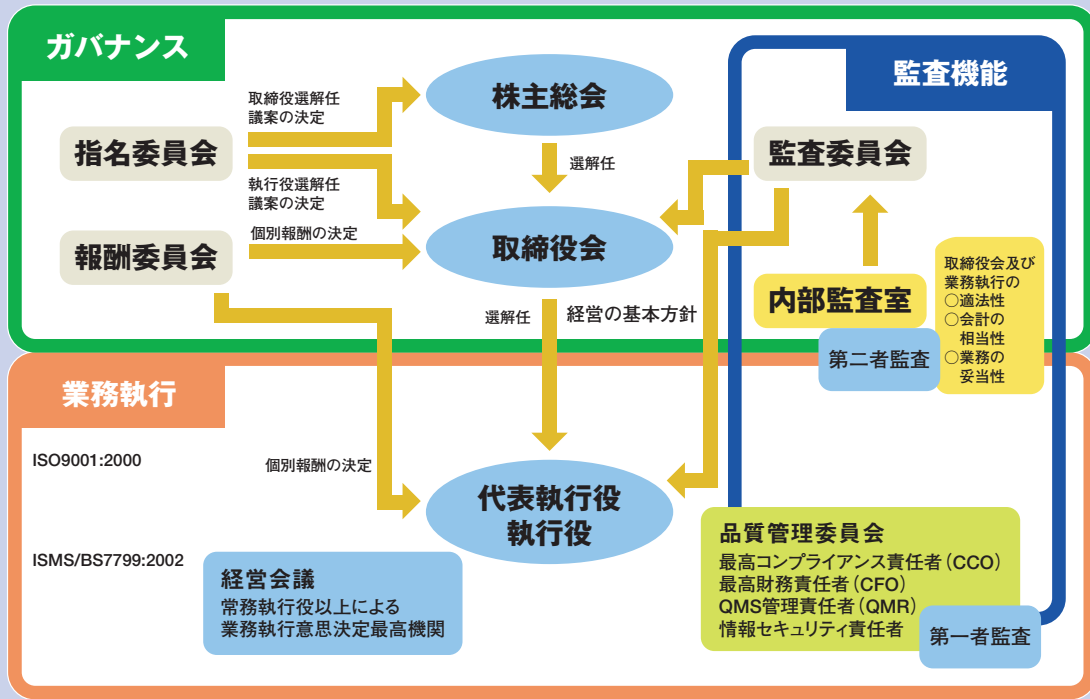 ガバナンス
監査機能
取締役選解任
議案の決定
株主総会
指名委員会
監査委員会
選解任
執行役選解任
議案の決定
個別報酬の決定
報酬委員会
取締役会
内部監査室
取締役会及び
業務執行の
○適法性
○会計の
相当性
○業務の
妥当性
選解任
経営の基本方針
第二者監査
業務執行
ISO9001:2000
個別報酬の決定
代表執行役
執行役
ISMS/BS7799:2002
経営会議
常務執行役以上による
業務執行意思決定最高機関
品質管理委員会
最高コンプライアンス責任者(CCO)
最高財務責任者(CFO)
QMS管理責任者(QMR)
情報セキュリティ責任者
第一者監査